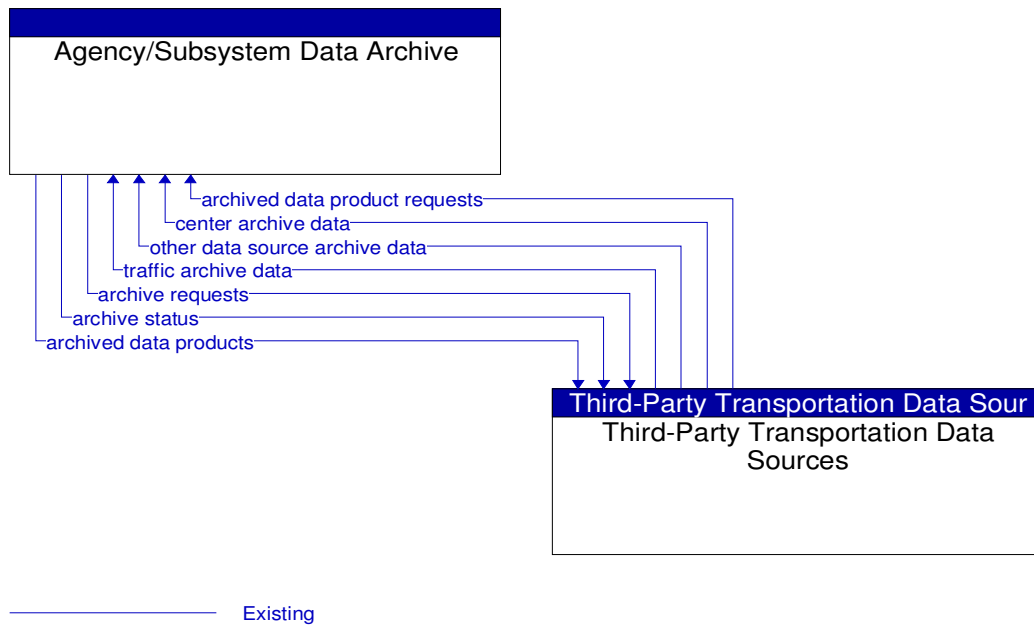 Agency/Subsystem Data Archive
archived data product requests
center archive data
other data source archive data
traffic archive data
archive requests
archive status
archived data products
Third-Party Transportation Data Sour
Third-Party Transportation Data
Sources
Existing